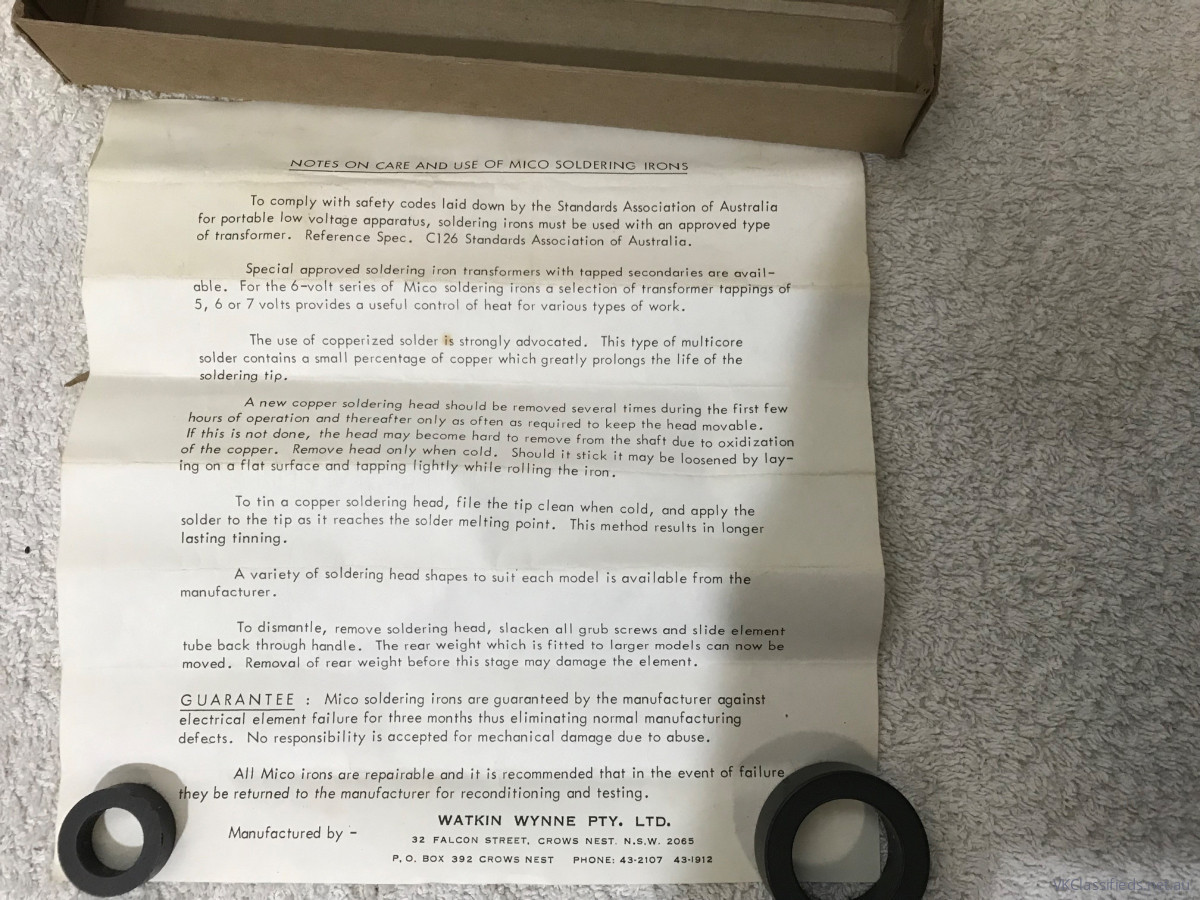 NOTES ON CARE AND USE OF MICO SOLDERING IRONS
To comply with safety codes laid down by the Standards Association of Australia
for portable low voltage apparatus, soldering irons must be used with an approved type
of transformer. Reference Spec. C126 Standards Association of Australia.
Special approved soldering iron transformers with tapped secondaries are avail-
able. For the 6-volt series of Mico soldering irons a selection of transformer tappings of
5, 6 or 7 volts provides a useful control of heat for various types of work.
The use of copperized solder is strongly advocated. This type of multicore
solder contains a small percentage of copper which greatly prolongs the life of the
soldering tip.
A new copper soldering head should be removed several times during the first few
hours of operation and thereafter only as often as required to keep the head movable.
If this is not done, the head may become hard to remove from the shaft due to oxidization
of the copper. Remove head only when cold. Should it stick it may be loosened by lay-
ing on a flat surface and tapping lightly while rolling the iron.
To tin a copper soldering head, file the tip clean when cold, and apply the
solder to the tip as it reaches the solder melting point. This method results in longer
lasting tinning.
A variety of soldering head shapes to suit each model is available from the
manufacturer.
To dismantle, remove soldering head, slacken all grub screws and slide element
tube back through handle. The rear weight which is fitted to larger models can now be
moved. Removal of rear weight before this stage may damage the element.
GUARANTEE : Mico soldering irons are guaranteed by the manufacturer against
electrical element failure for three months thus eliminating normal manufacturing
defects. No responsibility is accepted for mechanical damage due to abuse.
All Mico irons are repairable and it is recommended that in the event of failure
they be returned to the manufacturer for reconditioning and testing.
Manufactured by - WATKIN WYNNE PTY. LTD.
32 FALCON STREET, CROWS NEST. N.S.W. 2065
P.O. BOX 392 CROWS NEST PHONE: 43-2107 43-1912